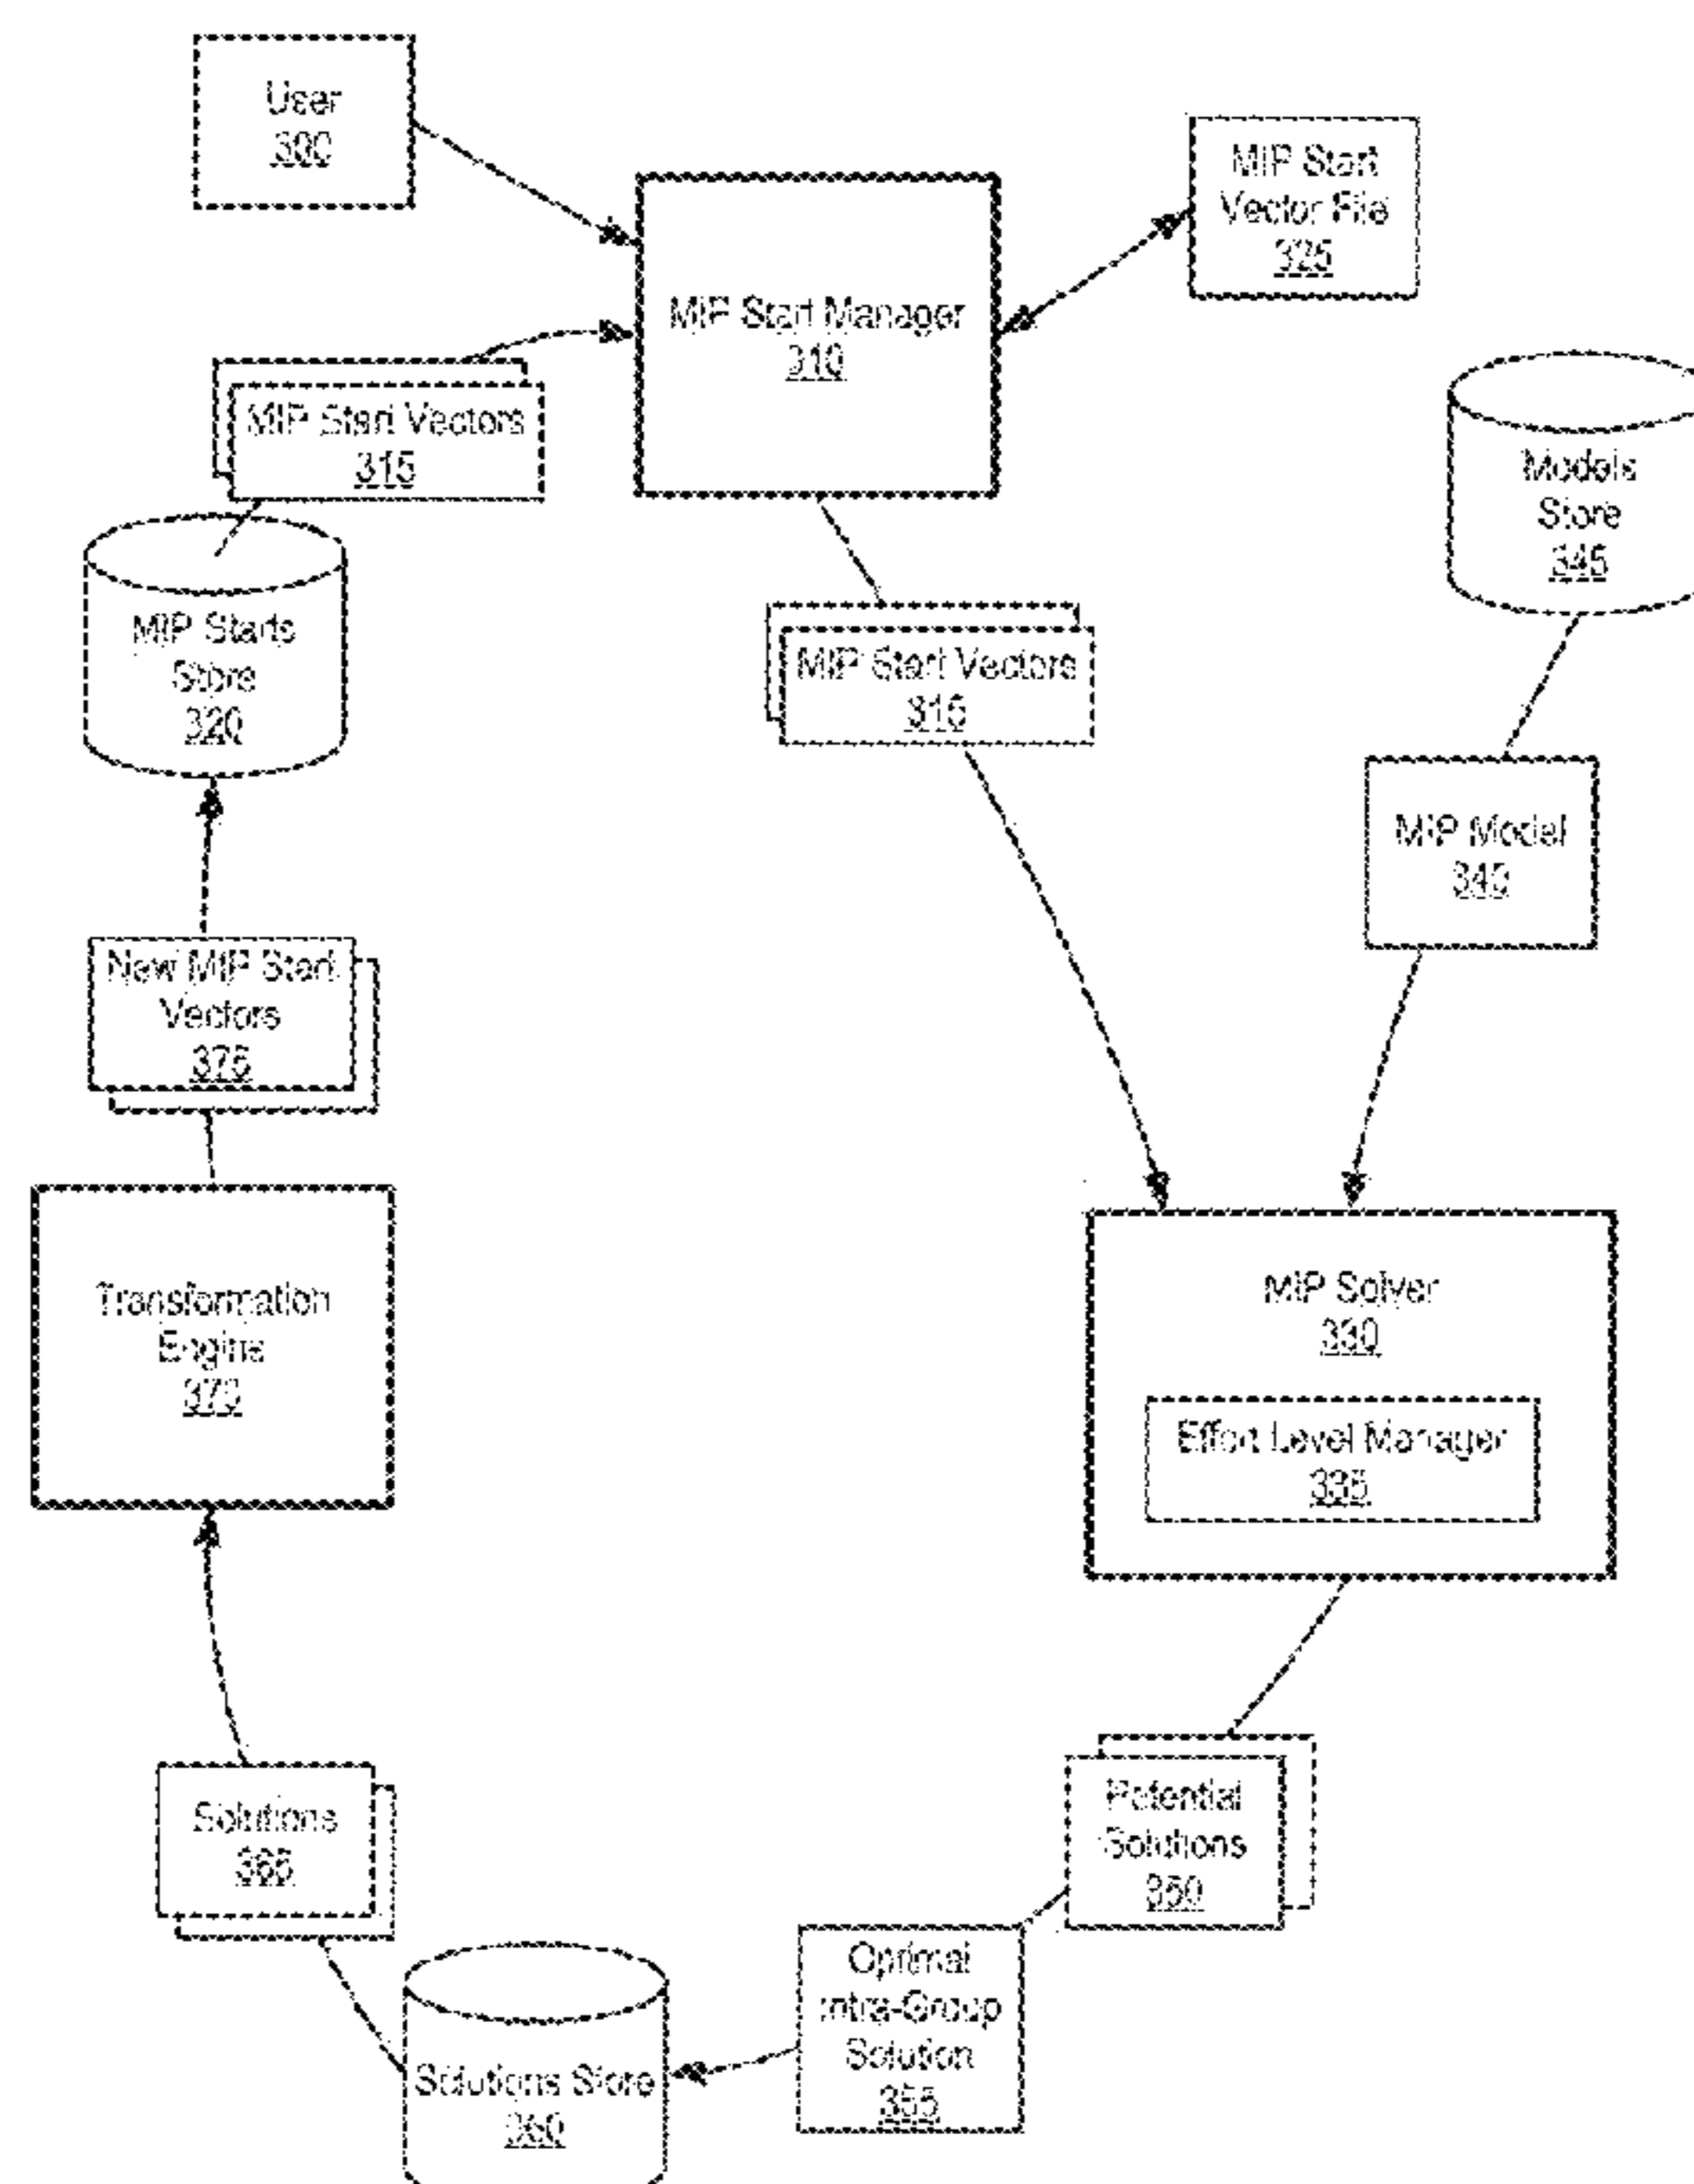 User
300
MIP Start
Vector File
325
MIP Start Manager
310
MIP Start Vectors
315
Models
Store
345
MIP Starts
Store
320
MIP Start Vectors
315
MIP Model
340
New MIP Start
Vectors
375
Transformation
Engine
370
MIP Solver
330
Effort Level Manager
335
Solutions
365
Potential
Solutions
350
Optimal
Intra-Group
Solution
355
Solutions Store
360